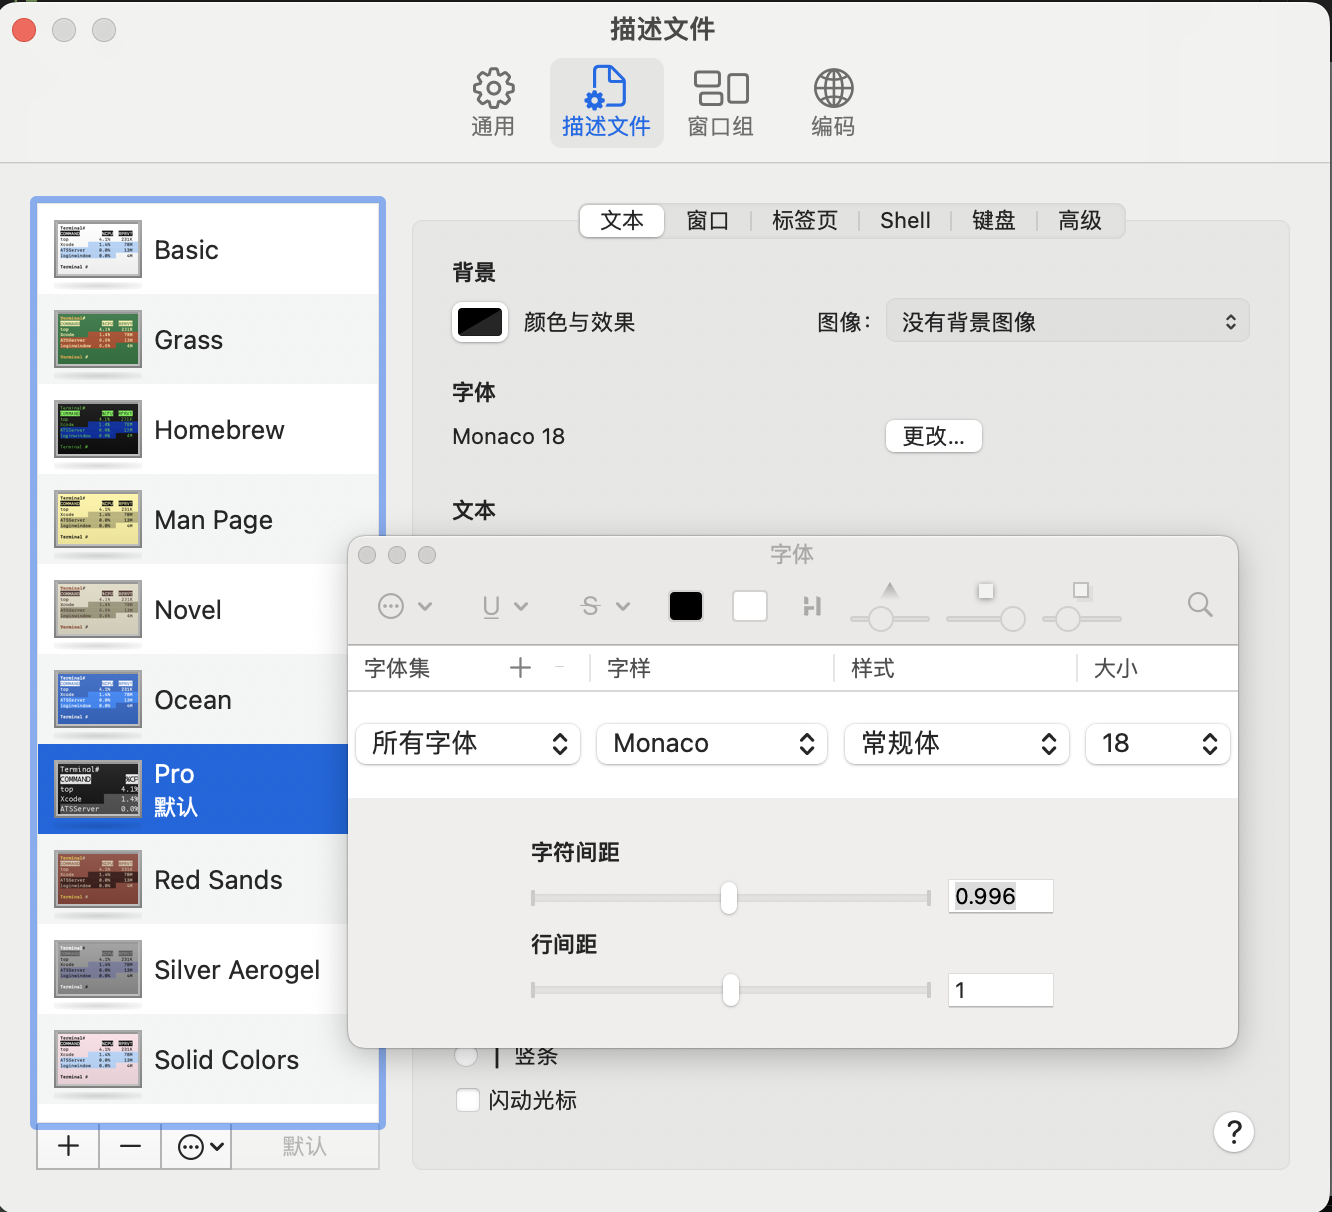 描述文件
通用
描述文件
窗口组
编码
Basic
Grass
Homebrew
Man Page
Novel
Ocean
Pro
默认
Red Sands
Silver Aerogel
Solid Colors
默认
文本
窗口
标签页
Shell
键盘
高级
背景
颜色与效果
图像：
没有背景图像
字体
Monaco 18
更改...
文本
字体
U
S
字体集
字样
样式
大小
所有字体
Monaco
常规体
18
字符间距
0.996
行间距
1
竖条
闪动光标
?